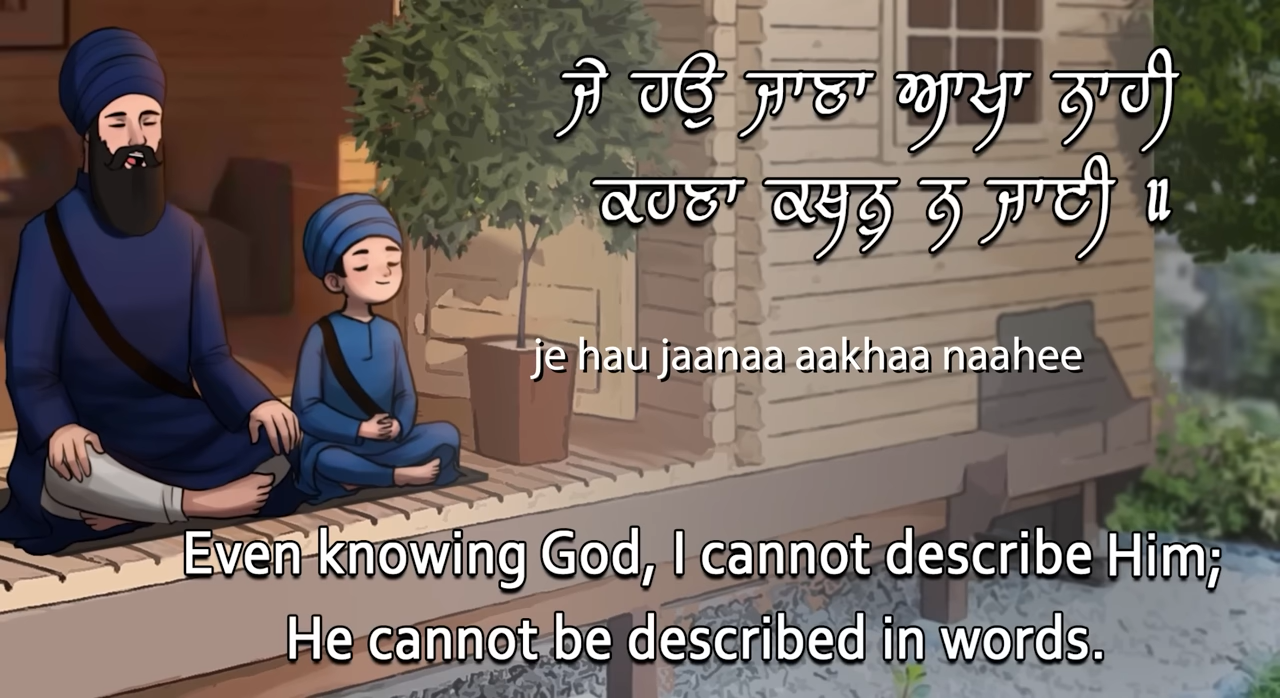 ਜੇ ਹਉ ਜਾਣਾ ਆਖਾ ਨਾਹੀ
ਕਹਣਾ ਕਥਨੁ ਨ ਜਾਈ ॥
je hau jaanaa aakhaa naahee
Even knowing God, I cannot describe Him;
He cannot be described in words.